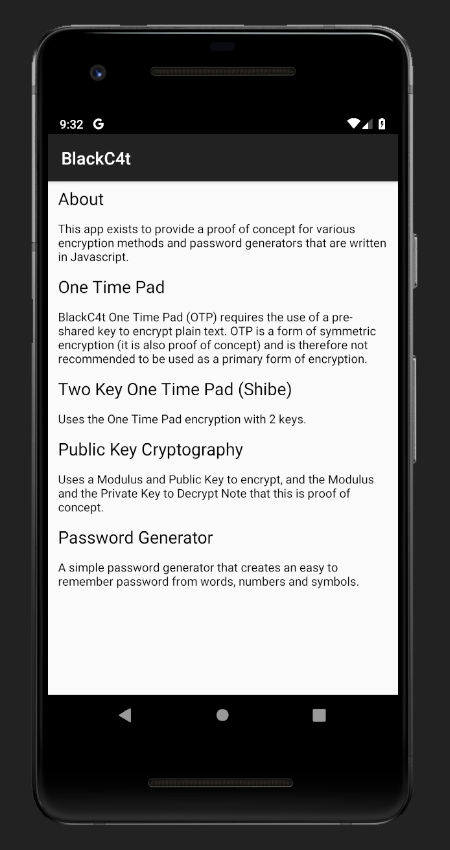 9:32 G
BlackC4t
About
This app exists to provide a proof of concept for various
encryption methods and password generators that are written
in Javascript.
One Time Pad
BlackC4t One Time Pad (OTP) requires the use of a pre-
shared key to encrypt plain text. OTP is a form of symmetric
encryption (it is also proof of concept) and is therefore not
recommended to be used as a primary form of encryption.
Two Key One Time Pad (Shibe)
Uses the One Time Pad encryption with 2 keys.
Public Key Cryptography
Uses a Modulus and Public Key to encrypt, and the Modulus
and the Private Key to Decrypt Note that this is proof of
concept.
Password Generator
A simple password generator that creates an easy to
remember password from words, numbers and symbols.